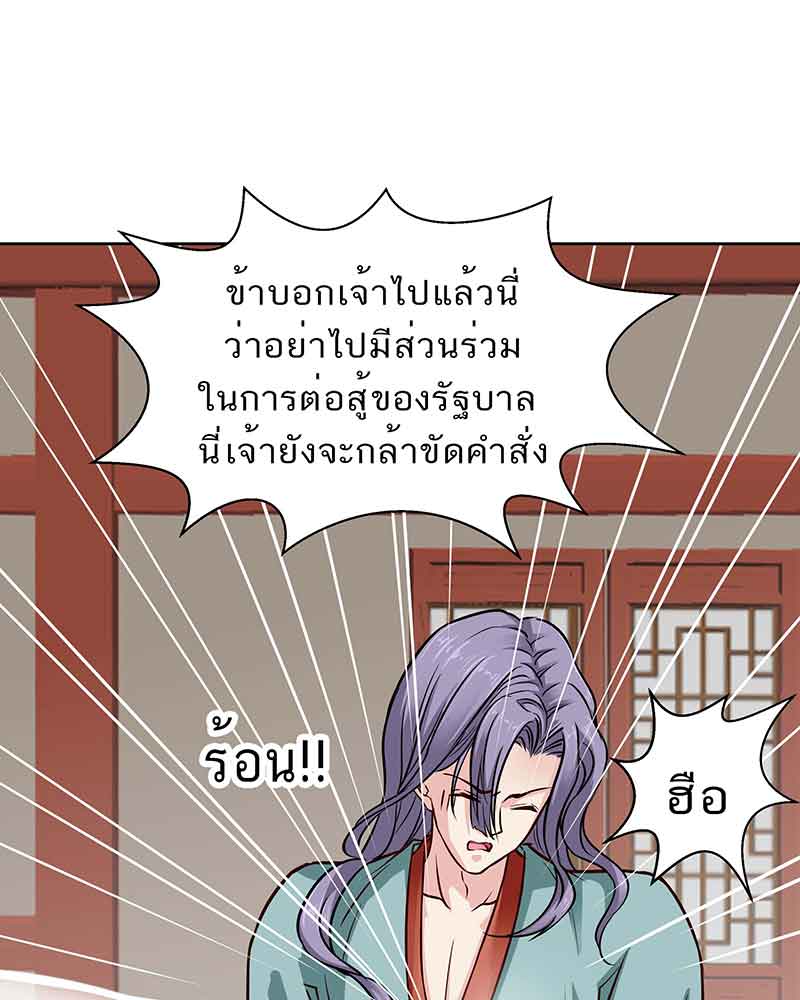 ข้าบอกเจ้าไปแล้วนี่
ว่าอย่าไปมีส่วนร่วม
ในการต่อสู้ของรัฐบาล
นี่เจ้ายังจะกล้าขัดคำสั่ง
ร้อน!!
ฮือ